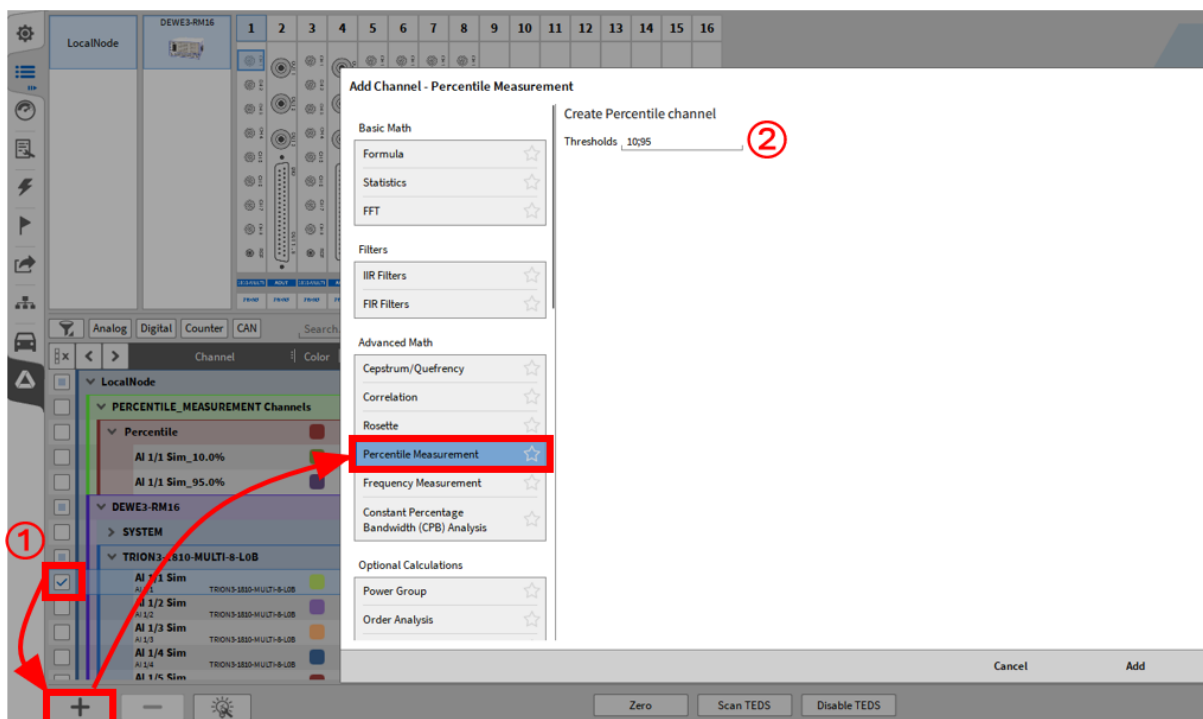 LocalNode
DEWE3-RM16
1 2 3 4 5 6 7 8 9 10 11 12 13 14 15 16
Add Channel - Percentile Measurement
Basic Math
Formula
Statistics
FFT
Filters
IIR Filters
FIR Filters
Advanced Math
Cepstrum/Quefrency
Correlation
Rosette
Percentile Measurement
Frequency Measurement
Constant Percentage
Bandwidth (CPB) Analysis
Optional Calculations
Power Group
Order Analysis
Create Percentile channel
Thresholds 10;95
②
Cancel Add
Analog Digital Counter CAN Search
Channel Color
LocalNode
PERCENTILE_MEASUREMENT Channels
Percentile
AI 1/1 Sim_10.0%
AI 1/1 Sim_95.0%
DEWE3-RM16
SYSTEM
①
TRION3-1810-MULTI-8-L0B
AI 1/1 Sim
AI 1/1 TRION3-1810-MULTI-8-L0B
AI 1/2 Sim
AI 1/2 TRION3-1810-MULTI-8-L0B
AI 1/3 Sim
AI 1/3 TRION3-1810-MULTI-8-L0B
AI 1/4 Sim
AI 1/4 TRION3-1810-MULTI-8-L0B
AI 1/5 Sim
Zero Scan TEDS Disable TEDS